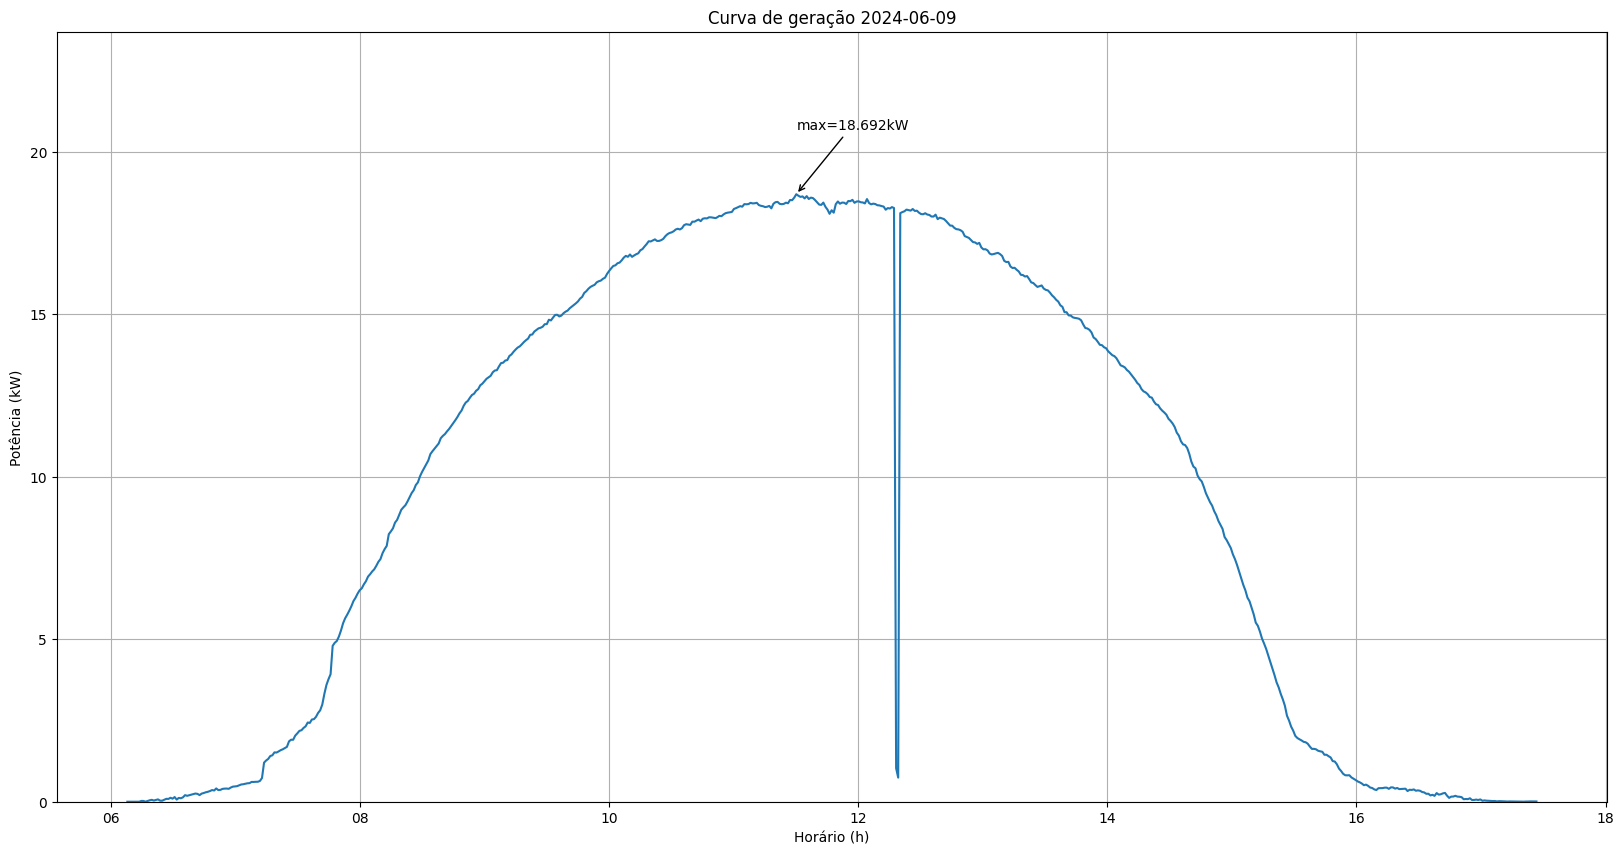 Curva de geração 2024-06-09
max=18.692kW
20
15
10
5
0
Potência (kW)
06 08 10 12 14 16 18
Horário (h)